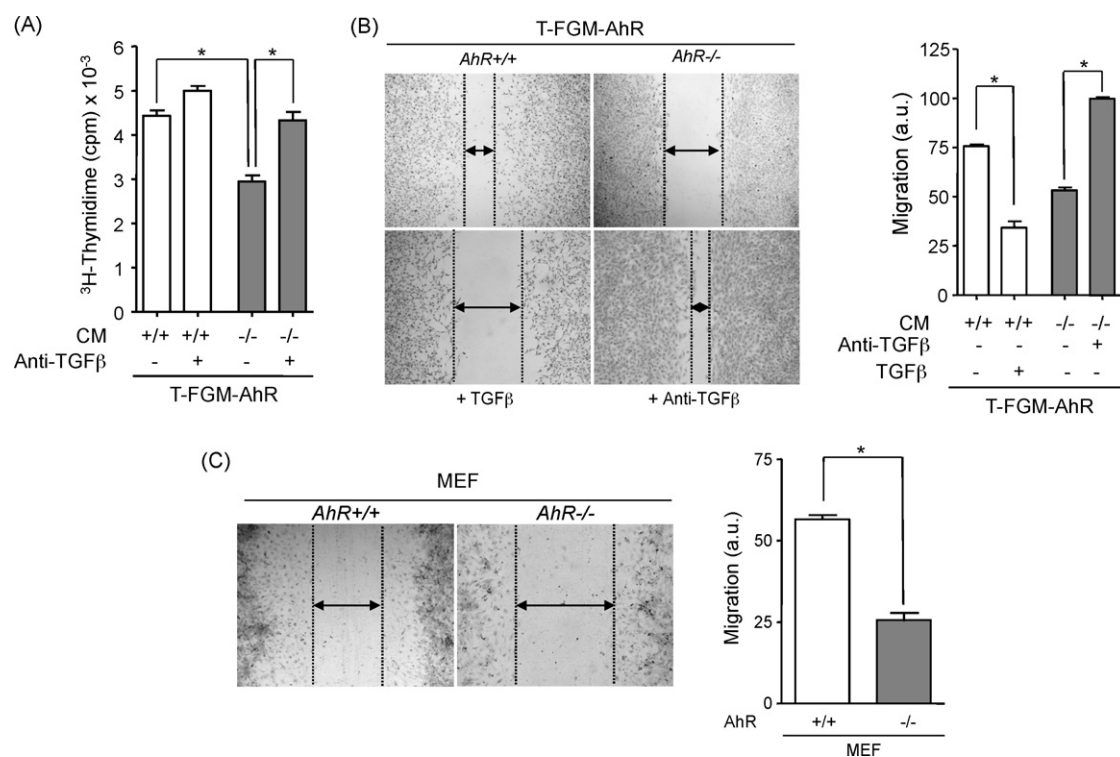 (A)
6
5
4
3
2
1
0
³H-Thymidime (cpm) x 10⁻³
* *
CM +/+ +/+ -/- -/-
Anti-TGFβ - + - +
T-FGM-AhR
(B)
T-FGM-AhR
AhR+/+ AhR-/-
+ TGFβ + Anti-TGFβ
125
100
75
50
25
0
Migration (a.u.)
* *
CM +/+ +/+ -/- -/-
Anti-TGFβ - - - +
TGFβ - + - -
T-FGM-AhR
(C)
MEF
AhR+/+ AhR-/-
75
50
25
0
Migration (a.u.)
*
AhR +/+ -/-
MEF